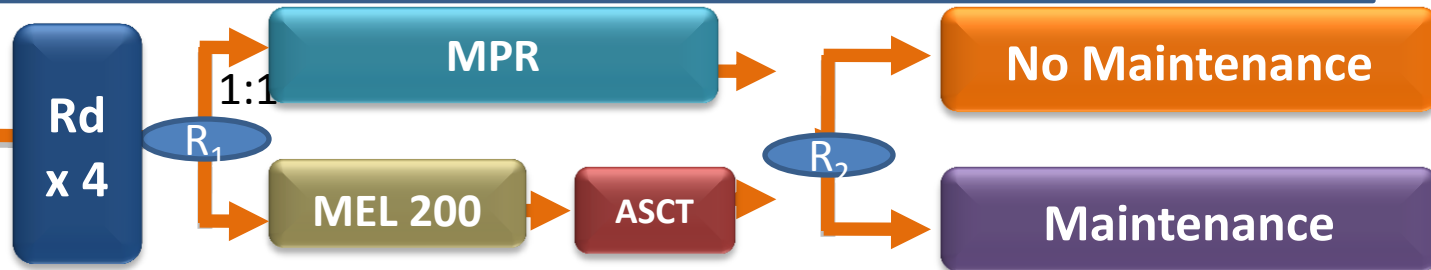 Rd
x 4
1:1
R₁
MPR
MEL 200
ASCT
R₂
No Maintenance
Maintenance